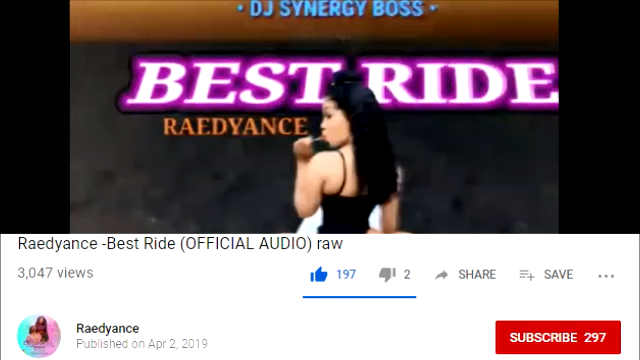 • DJ SYNERGY BOSS •
BEST RIDE
RAEDYANCE
Raedyance -Best Ride (OFFICIAL AUDIO) raw
3,047 views
197
2
SHARE
SAVE
Raedyance
Published on Apr 2, 2019
SUBSCRIBE 297